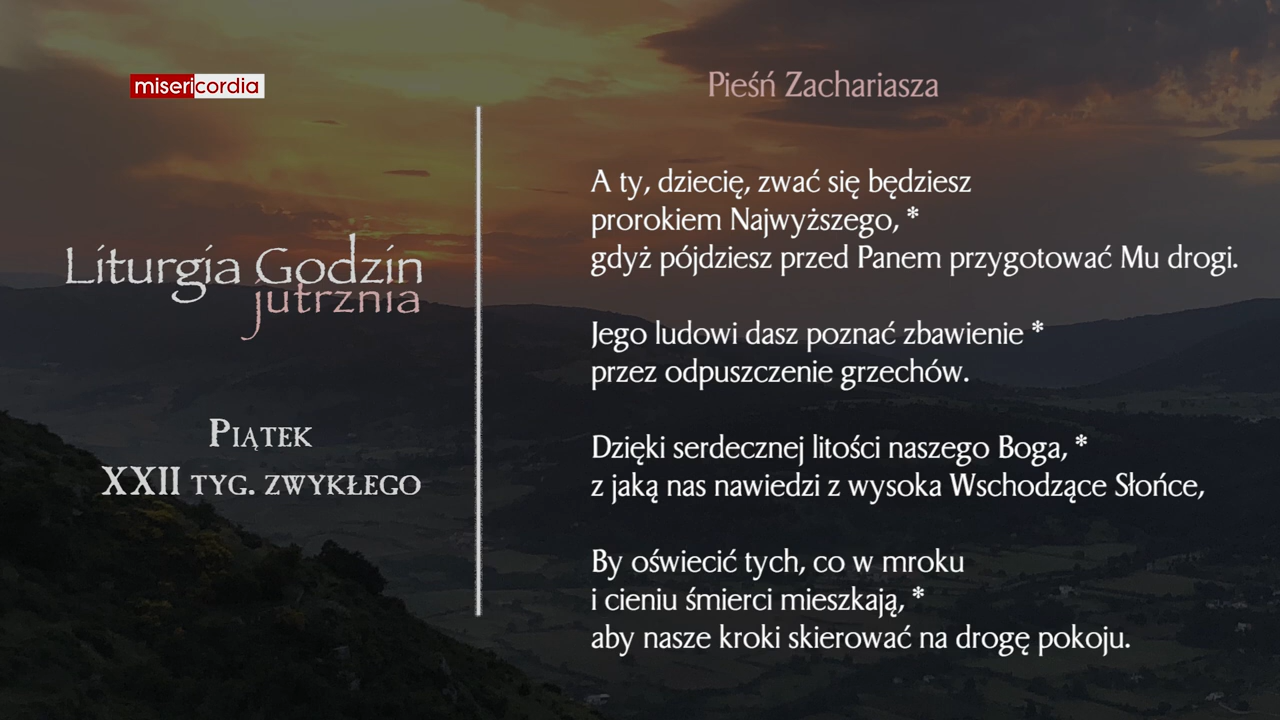 misericordia
Liturgia Godzin
jutrznia
Piątek
XXII tyg. zwykłego
Pieśń Zachariasza
A ty, dziecię, zwać się będziesz
prorokiem Najwyższego, *
gdyż pójdziesz przed Panem przygotować Mu drogi.
Jego ludowi dasz poznać zbawienie *
przez odpuszczenie grzechów.
Dzięki serdecznej litości naszego Boga, *
z jaką nas nawiedzi z wysoka Wschodzące Słońce,
By oświecić tych, co w mroku
i cieniu śmierci mieszkają, *
aby nasze kroki skierować na drogę pokoju.